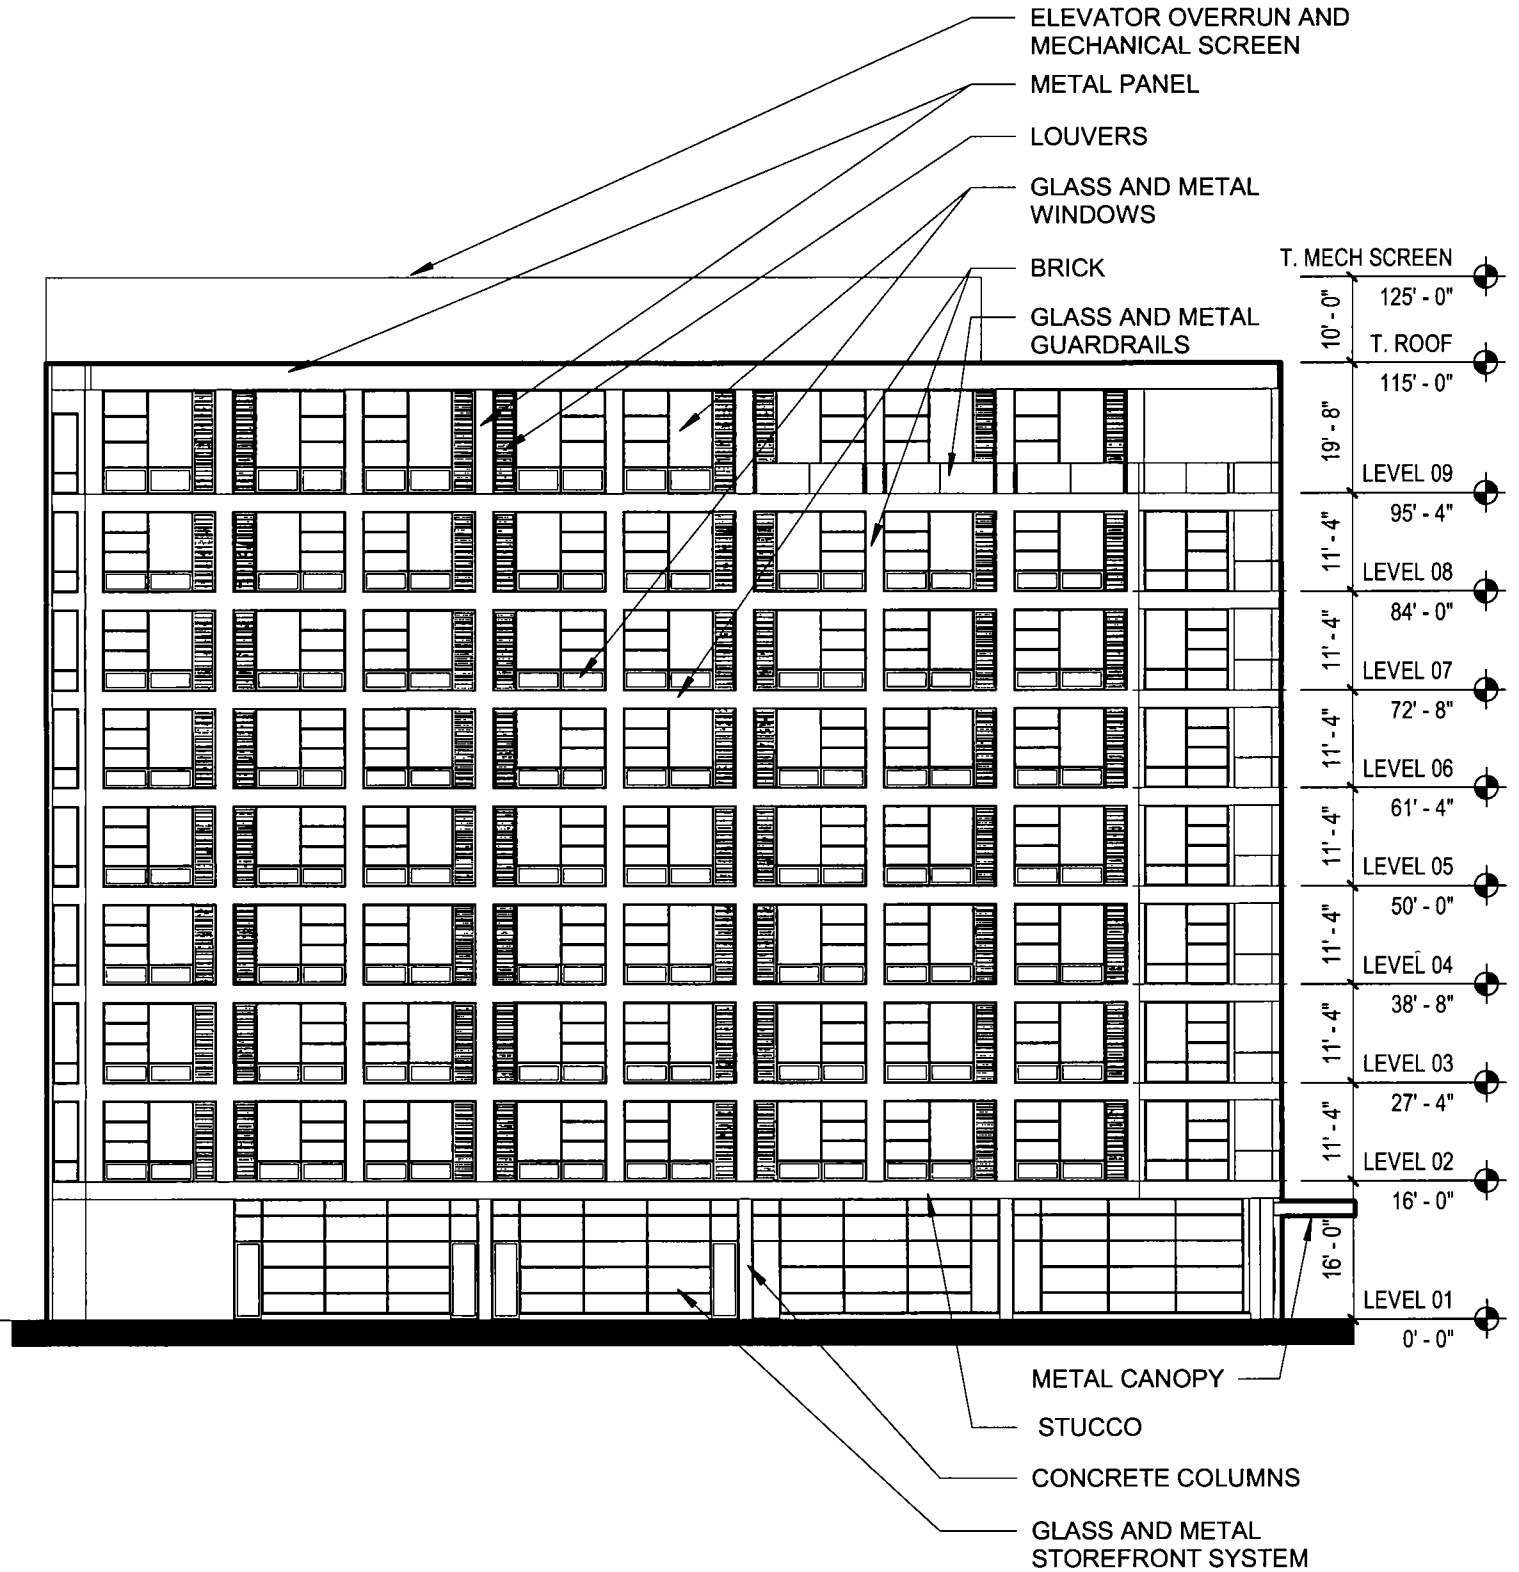 ELEVATOR OVERRUN AND
MECHANICAL SCREEN
METAL PANEL
LOUVERS
GLASS AND METAL
WINDOWS
BRICK
GLASS AND METAL
GUARDRAILS
T. MECH SCREEN
125' - 0"
10' - 0"
T. ROOF
115' - 0"
19' - 8"
LEVEL 09
95' - 4"
11' - 4"
LEVEL 08
84' - 0"
11' - 4"
LEVEL 07
72' - 8"
11' - 4"
LEVEL 06
61' - 4"
11' - 4"
LEVEL 05
50' - 0"
11' - 4"
LEVEL 04
38' - 8"
11' - 4"
LEVEL 03
27' - 4"
11' - 4"
LEVEL 02
16' - 0"
16' - 0"
LEVEL 01
0' - 0"
METAL CANOPY
STUCCO
CONCRETE COLUMNS
GLASS AND METAL
STOREFRONT SYSTEM